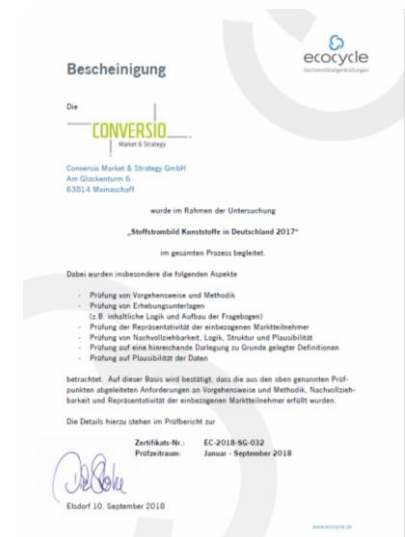 ecocycle
Sachverständigenleistungen
Bescheinigung
Die
CONVERSIO
Market & Strategy
Conversio Market & Strategy GmbH
Am Glockenturm 6
63814 Mainaschaff
wurde im Rahmen der Untersuchung
„Stoffstrombild Kunststoffe in Deutschland 2017“
im gesamten Prozess begleitet.
Dabei wurden insbesondere die folgenden Aspekte
- Prüfung von Vorgehensweise und Methodik
- Prüfung von Erhebungsunterlagen
(z.B. inhaltliche Logik und Aufbau der Fragebogen)
- Prüfung der Repräsentativität der einbezogenen Marktteilnehmer
- Prüfung von Nachvollziehbarkeit, Logik, Struktur und Plausibilität
- Prüfung auf eine hinreichende Darlegung zu Grunde gelegter Definitionen
- Prüfung auf Plausibilität der Daten
betrachtet. Auf dieser Basis wird bestätigt, dass die aus den oben genannten Prüf-
punkten abgeleiteten Anforderungen an Vorgehensweise und Methodik, Nachvollzieh-
barkeit und Repräsentativität der einbezogenen Marktteilnehmer erfüllt wurden.
Die Details hierzu stehen im Prüfbericht zur
Zertifikats-Nr.: EC-2018-SG-032
Prüfzeitraum: Januar - September 2018
Elsdorf 10. September 2018
www.ecocycle.de